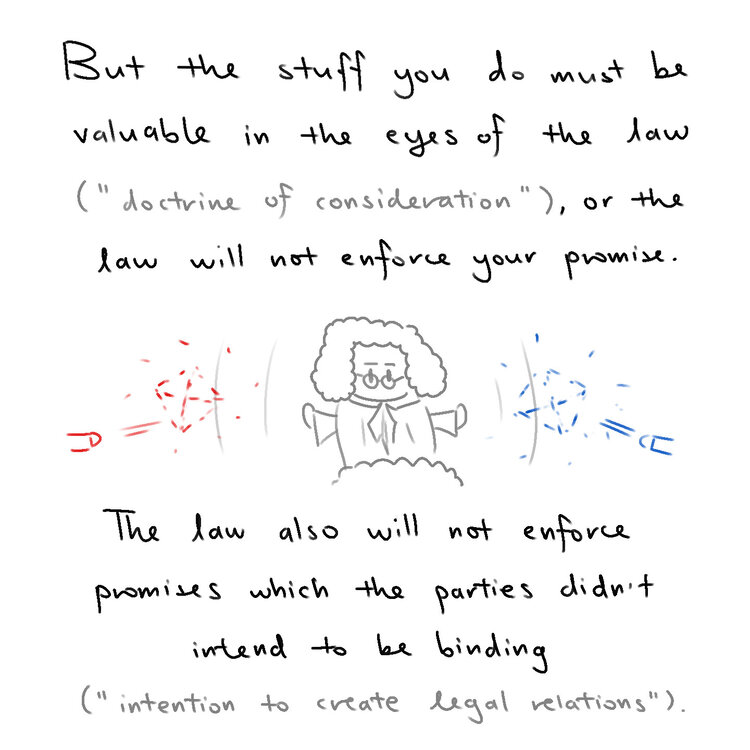 But the stuff you do must be
valuable in the eyes of the law
("doctrine of consideration"), or the
law will not enforce your promise.
The law also will not enforce
promises which the parties didn't
intend to be binding
("intention to create legal relations").